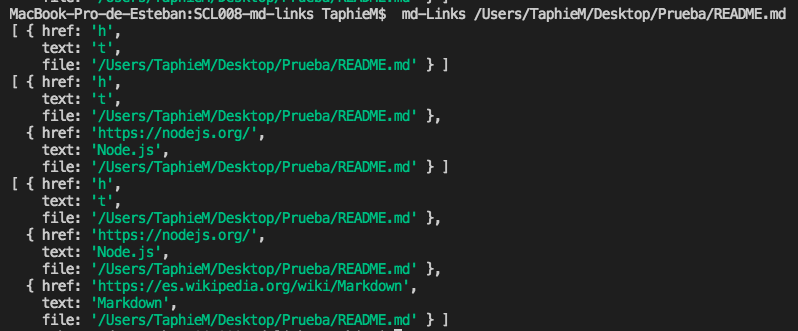 MacBook-Pro-de-Esteban:SCL008-md-links TaphieM$  md-Links /Users/TaphieM/Desktop/Prueba/README.md
[ { href: 'h',
    text: 't',
    file: '/Users/TaphieM/Desktop/Prueba/README.md' } ]
[ { href: 'h',
    text: 't',
    file: '/Users/TaphieM/Desktop/Prueba/README.md' },
  { href: 'https://nodejs.org/',
    text: 'Node.js',
    file: '/Users/TaphieM/Desktop/Prueba/README.md' } ]
[ { href: 'h',
    text: 't',
    file: '/Users/TaphieM/Desktop/Prueba/README.md' },
  { href: 'https://nodejs.org/',
    text: 'Node.js',
    file: '/Users/TaphieM/Desktop/Prueba/README.md' },
  { href: 'https://es.wikipedia.org/wiki/Markdown',
    text: 'Markdown',
    file: '/Users/TaphieM/Desktop/Prueba/README.md' } ]